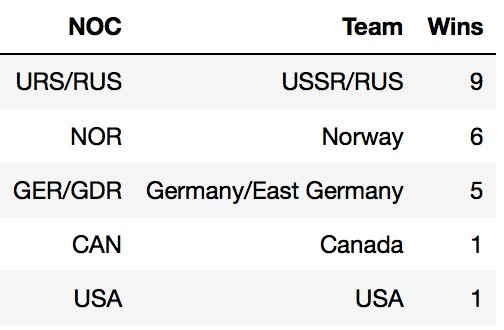 NOC Team Wins
URS/RUS USSR/RUS 9
NOR Norway 6
GER/GDR Germany/East Germany 5
CAN Canada 1
USA USA 1